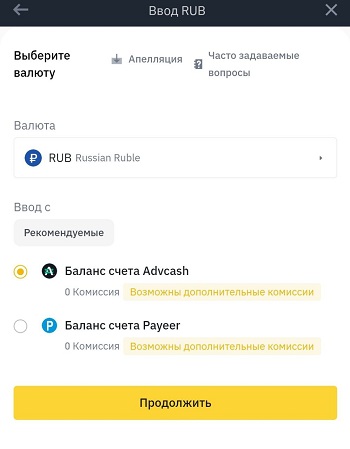 Ввод RUB
Выберите
валюту
Апелляция
Часто задаваемые
вопросы
Валюта
₽ RUB Russian Ruble
Ввод с
Рекомендуемые
Баланс счета Advcash
0 Комиссия Возможны дополнительные комиссии
P Баланс счета Payeer
0 Комиссия Возможны дополнительные комиссии
Продолжить